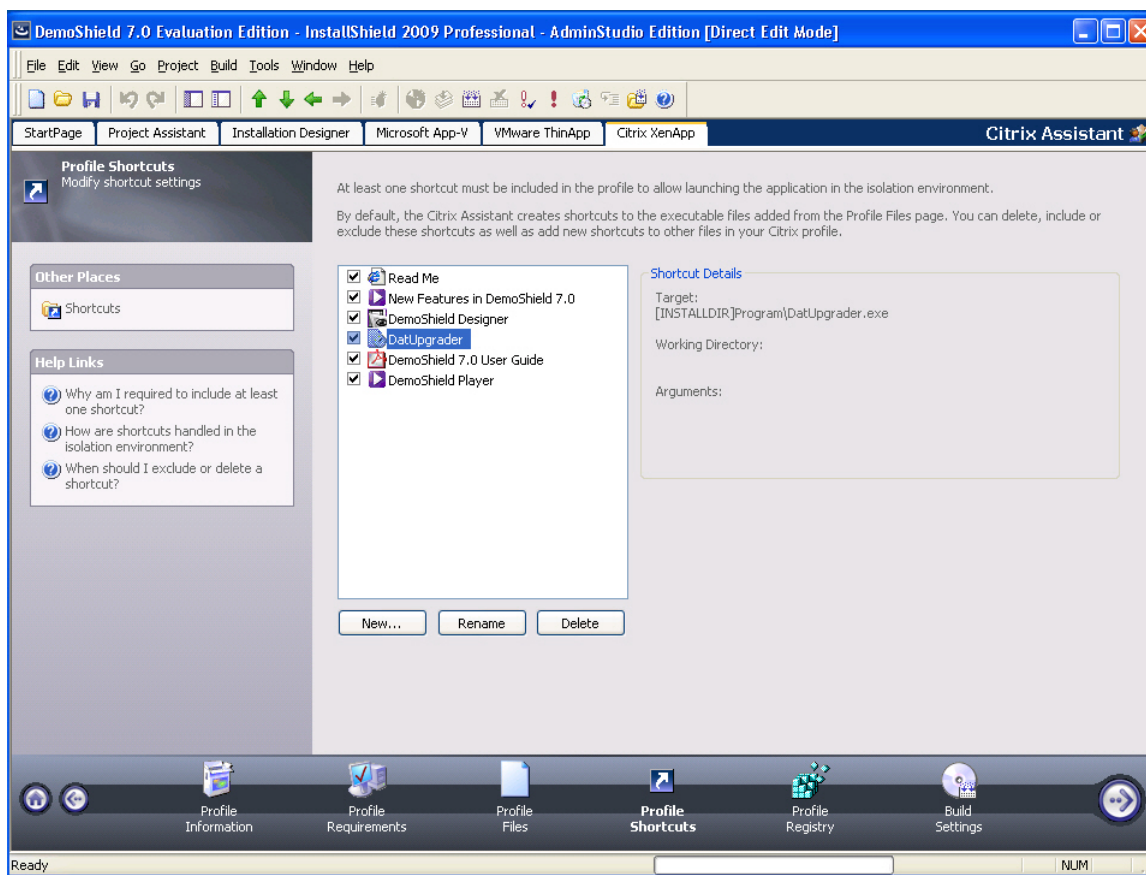 DemoShield 7.0 Evaluation Edition - InstallShield 2009 Professional - AdminStudio Edition [Direct Edit Mode]
File Edit View Go Project Build Tools Window Help
StartPage Project Assistant Installation Designer Microsoft App-V VMware ThinApp Citrix XenApp Citrix Assistant
Profile Shortcuts
Modify shortcut settings
Other Places
Shortcuts
Help Links
Why am I required to include at least
one shortcut?
How are shortcuts handled in the
isolation environment?
When should I exclude or delete a
shortcut?
At least one shortcut must be included in the profile to allow launching the application in the isolation environment.
By default, the Citrix Assistant creates shortcuts to the executable files added from the Profile Files page. You can delete, include or
exclude these shortcuts as well as add new shortcuts to other files in your Citrix profile.
Read Me
New Features in DemoShield 7.0
DemoShield Designer
DatUpgrader
DemoShield 7.0 User Guide
DemoShield Player
New... Rename Delete
Shortcut Details
Target:
[INSTALLDIR]Program\DatUpgrader.exe
Working Directory:
Arguments:
Profile
Information
Profile
Requirements
Profile
Files
Profile
Shortcuts
Profile
Registry
Build
Settings
Ready NUM